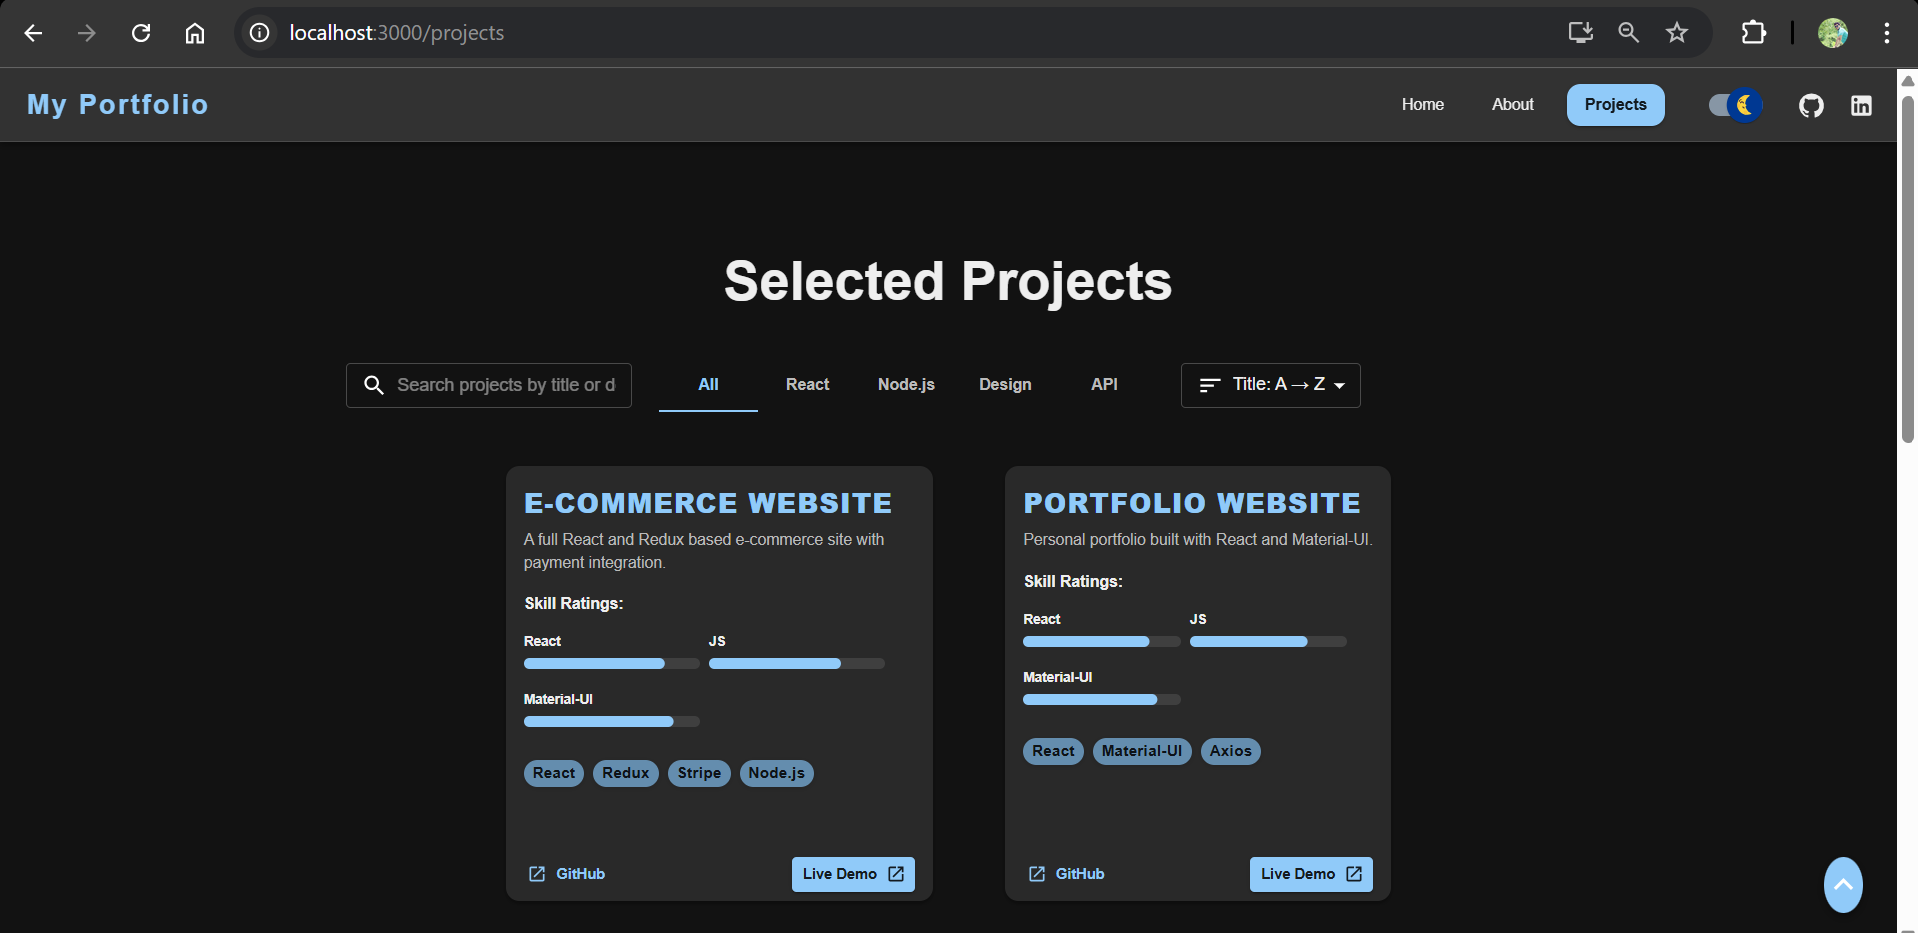 localhost:3000/projects
My Portfolio
Home About Projects
Selected Projects
Search projects by title or d
All React Node.js Design API
Title: A → Z
E-COMMERCE WEBSITE
A full React and Redux based e-commerce site with
payment integration.
Skill Ratings:
React JS
Material-UI
React Redux Stripe Node.js
GitHub Live Demo
PORTFOLIO WEBSITE
Personal portfolio built with React and Material-UI.
Skill Ratings:
React JS
Material-UI
React Material-UI Axios
GitHub Live Demo